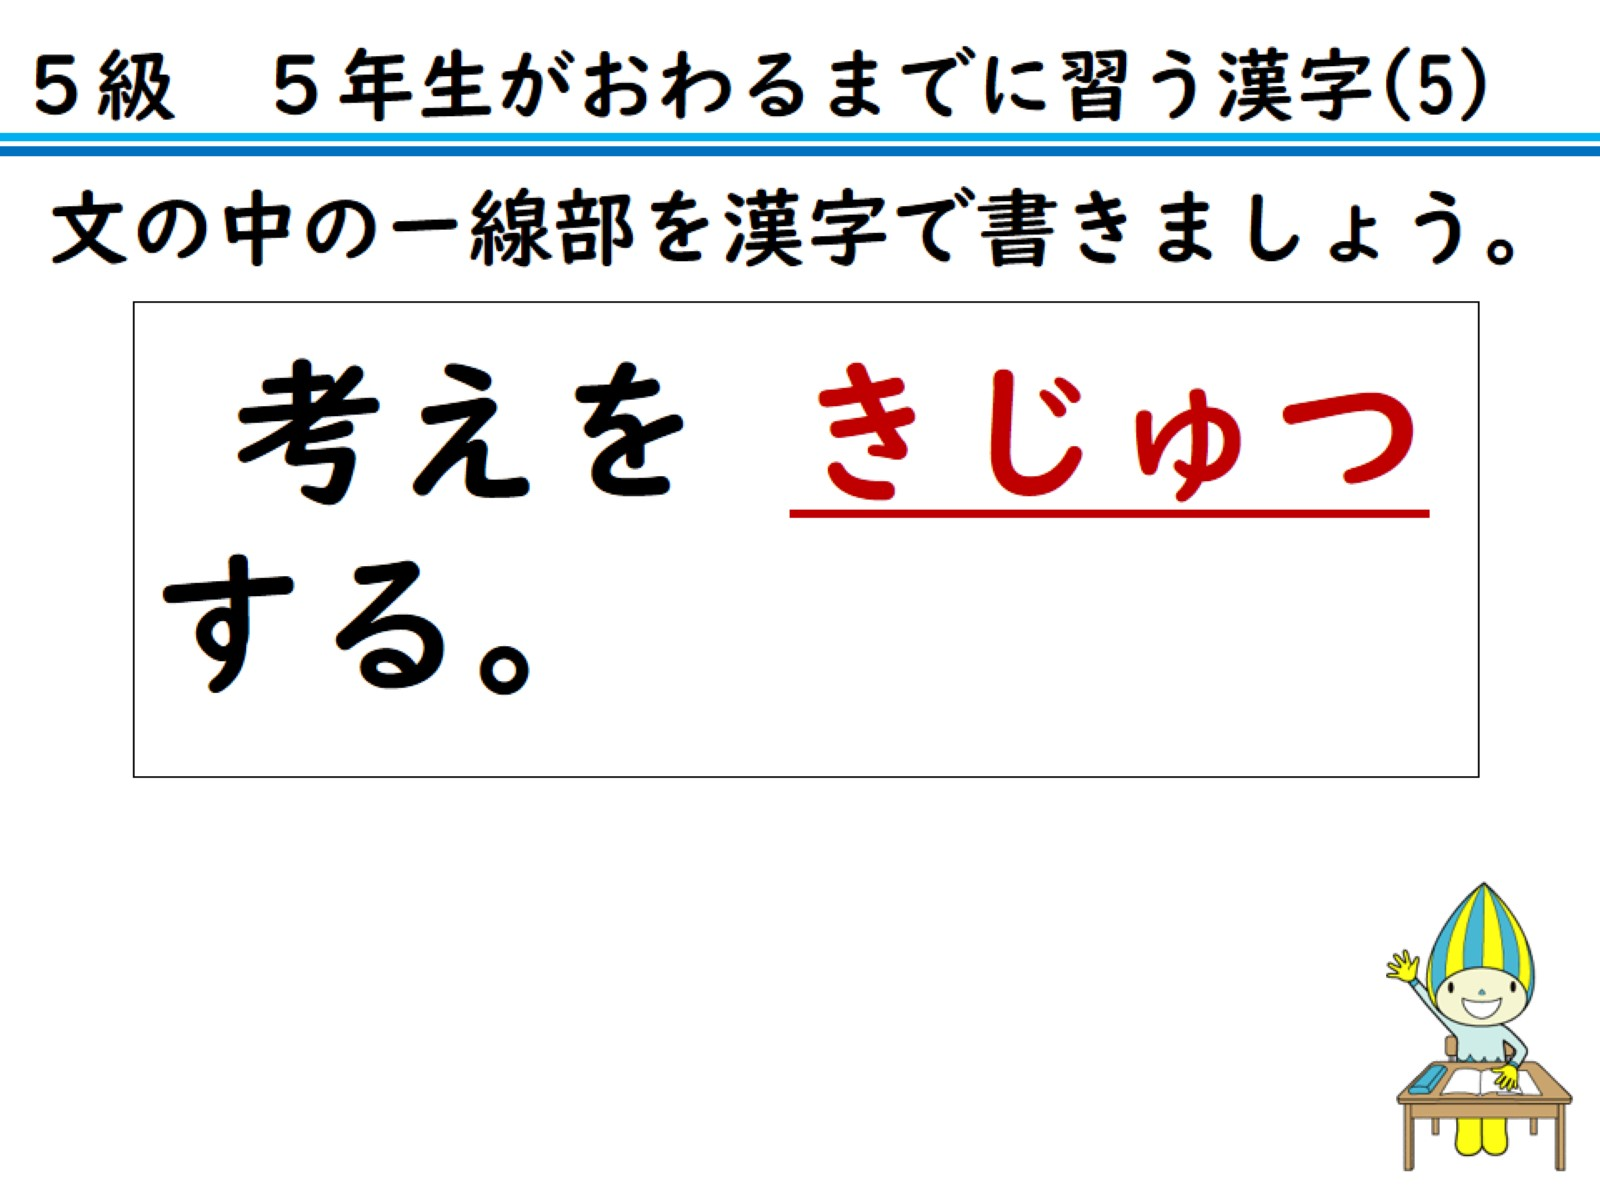 ５級　５年生がおわるまでに習う漢字(5)
文の中の一線部を漢字で書きましょう。
考えを きじゅつ
する。